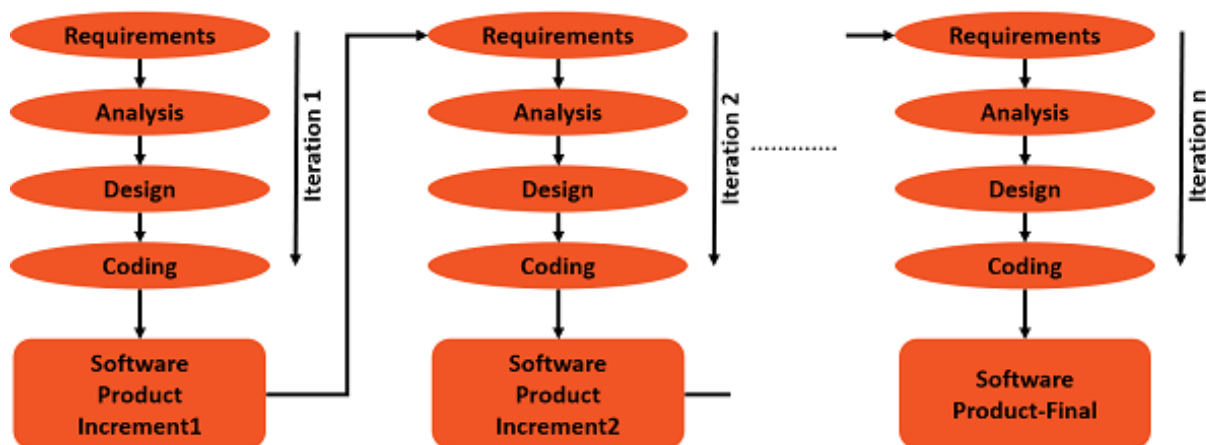 Requirements
Analysis
Design
Coding
Software
Product
Increment1
Iteration 1
Requirements
Analysis
Design
Coding
Software
Product
Increment2
Iteration 2
...............
Requirements
Analysis
Design
Coding
Software
Product-Final
Iteration n